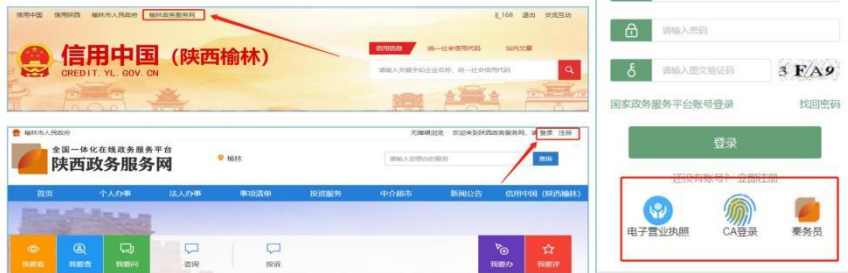 信用中国 信用陕西 榆林市人民政府 榆林政务服务网 退出 交流互动
信用中国（陕西榆林）
CREDIT.YL.GOV.CN
信用信息 统一社会信用代码 站内文章
请输入关键字如企业名称、统一社会信用代码
榆林市人民政府 无障碍浏览 欢迎来到陕西政务服务网，请 登录 注册
全国一体化在线政务服务平台
陕西政务服务网
榆林
请输入您想办的服务 查询
首页 个人办事 法人办事 事项清单 投资服务 中介超市 新闻公告 信用中国（陕西榆林）
我要看 我要查 我要问 咨询 投诉 我要办 我要评
请输入密码
请输入图文验证码 3 F/A9
国家政务服务平台账号登录 找回密码
登录
还没有账号？ 立即注册
电子营业执照 CA登录 秦务员